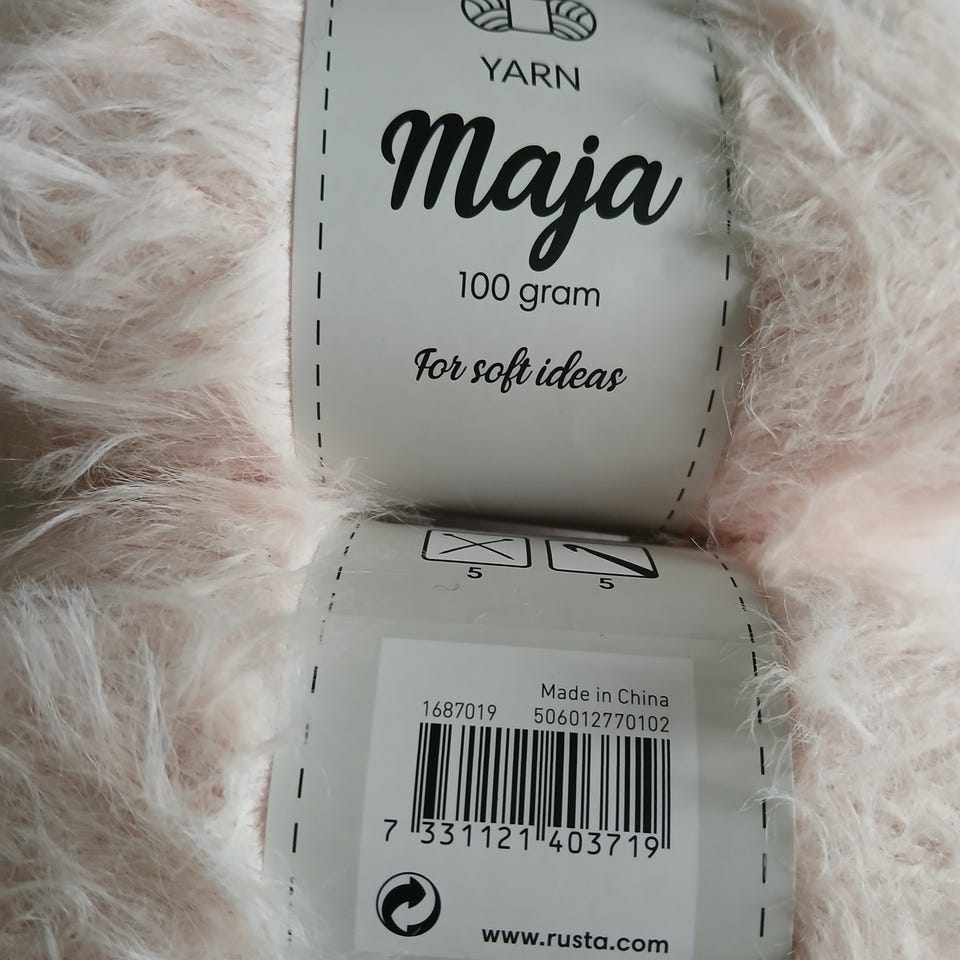 YARN
Maja
100 gram
For soft ideas
5 5
Made in China
1687019 506012770102
7 331121 403719
www.rusta.com